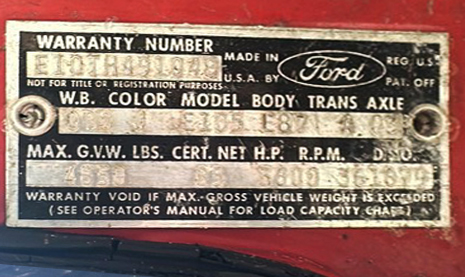 WARRANTY NUMBER MADE IN Ford REG. U.S.
U.S.A. BY PAT. OFF.
NOT FOR TITLE OR REGISTRATION PURPOSES
W.B. COLOR MODEL BODY TRANS AXLE
MAX. G.V.W. LBS. CERT. NET H.P. R.P.M. D.S.O.
WARRANTY VOID IF MAX. GROSS VEHICLE WEIGHT IS EXCEEDED
(SEE OPERATOR'S MANUAL FOR LOAD CAPACITY CHART)